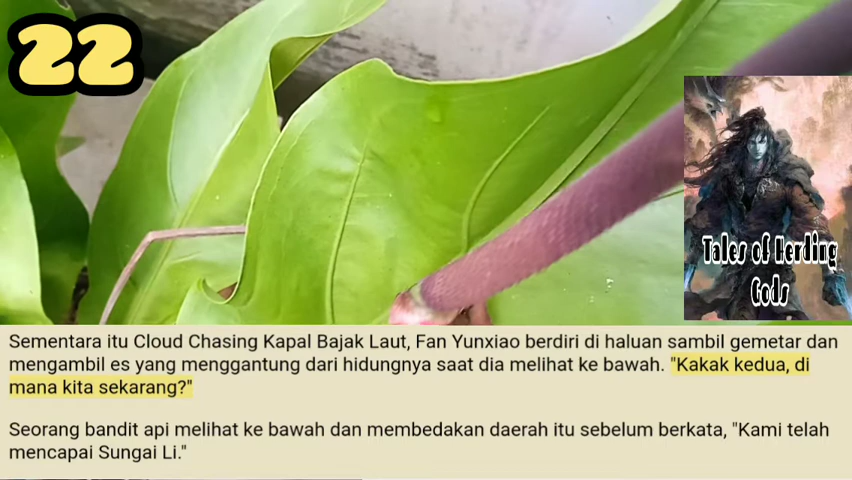 22
Tales of Herding
Gods
Sementara itu Cloud Chasing Kapal Bajak Laut, Fan Yunxiao berdiri di haluan sambil gemetar dan
mengambil es yang menggantung dari hidungnya saat dia melihat ke bawah. "Kakak kedua, di
mana kita sekarang?"
Seorang bandit api melihat ke bawah dan membedakan daerah itu sebelum berkata, "Kami telah
mencapai Sungai Li."